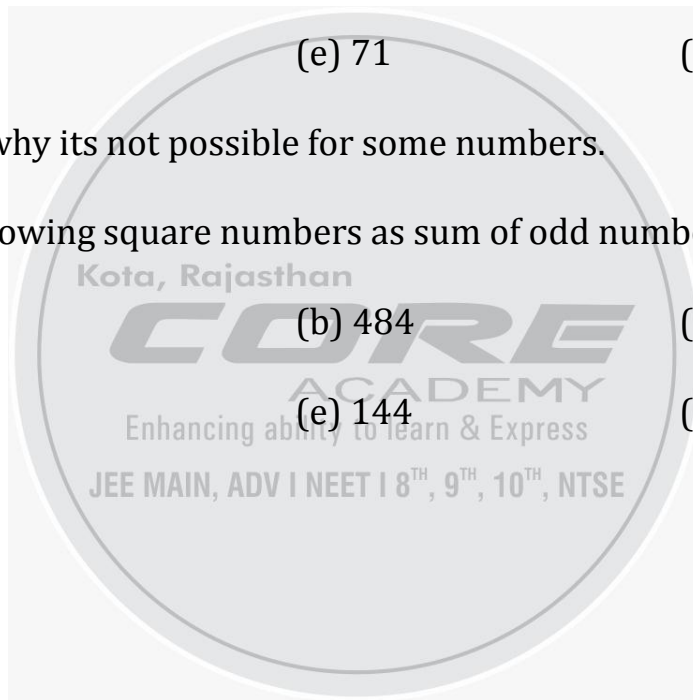 (e) 71 (
why its not possible for some numbers.
owing square numbers as sum of odd numbe
Kota, Rajasthan
CORE
(b) 484 (
ACADEMY
(e) 144 (
Enhancing ability to learn & Express
JEE MAIN, ADV I NEET I 8TH, 9TH, 10TH, NTSE